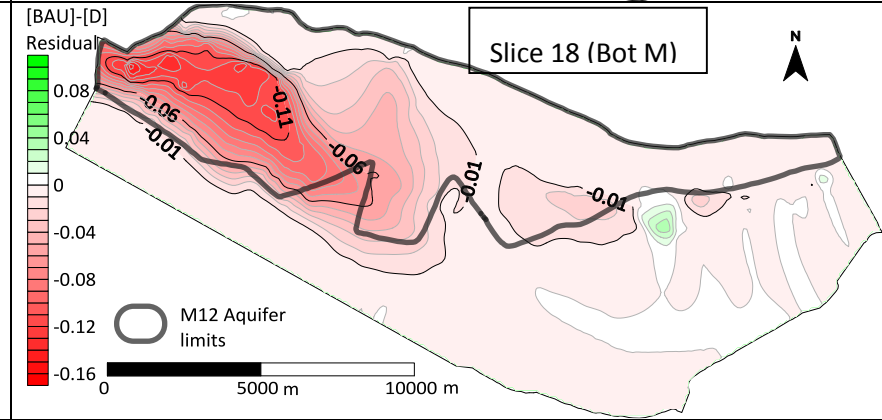 [BAU]-[D]
Residual
Slice 18 (Bot M)
N
0.08
0.04
0
-0.04
-0.08
-0.12
-0.16
-0.11
-0.06
-0.01
-0.06
-0.01
-0.01
M12 Aquifer
limits
0
5000 m
10000 m